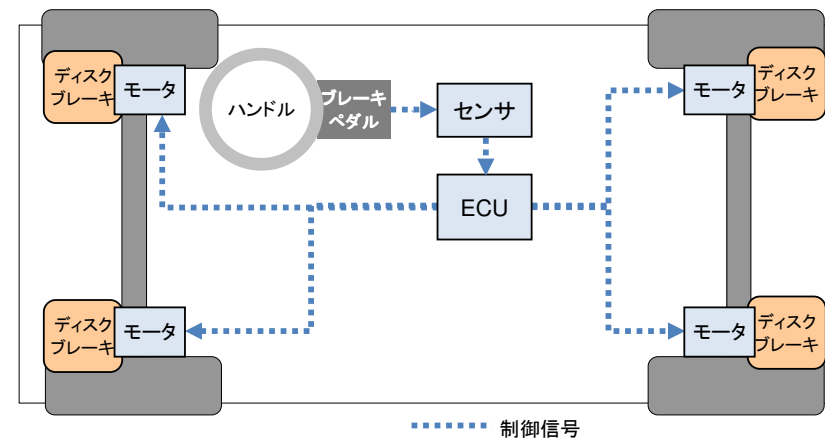 ディスク
ブレーキ
モータ
ハンドル
ブレーキ
ペダル
センサ
モータ
ディスク
ブレーキ
ECU
ディスク
ブレーキ
モータ
モータ
ディスク
ブレーキ
制御信号